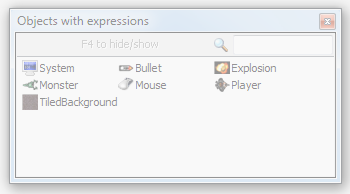 Objects with expressions
F4 to hide/show
System Bullet Explosion
Monster Mouse Player
TiledBackground